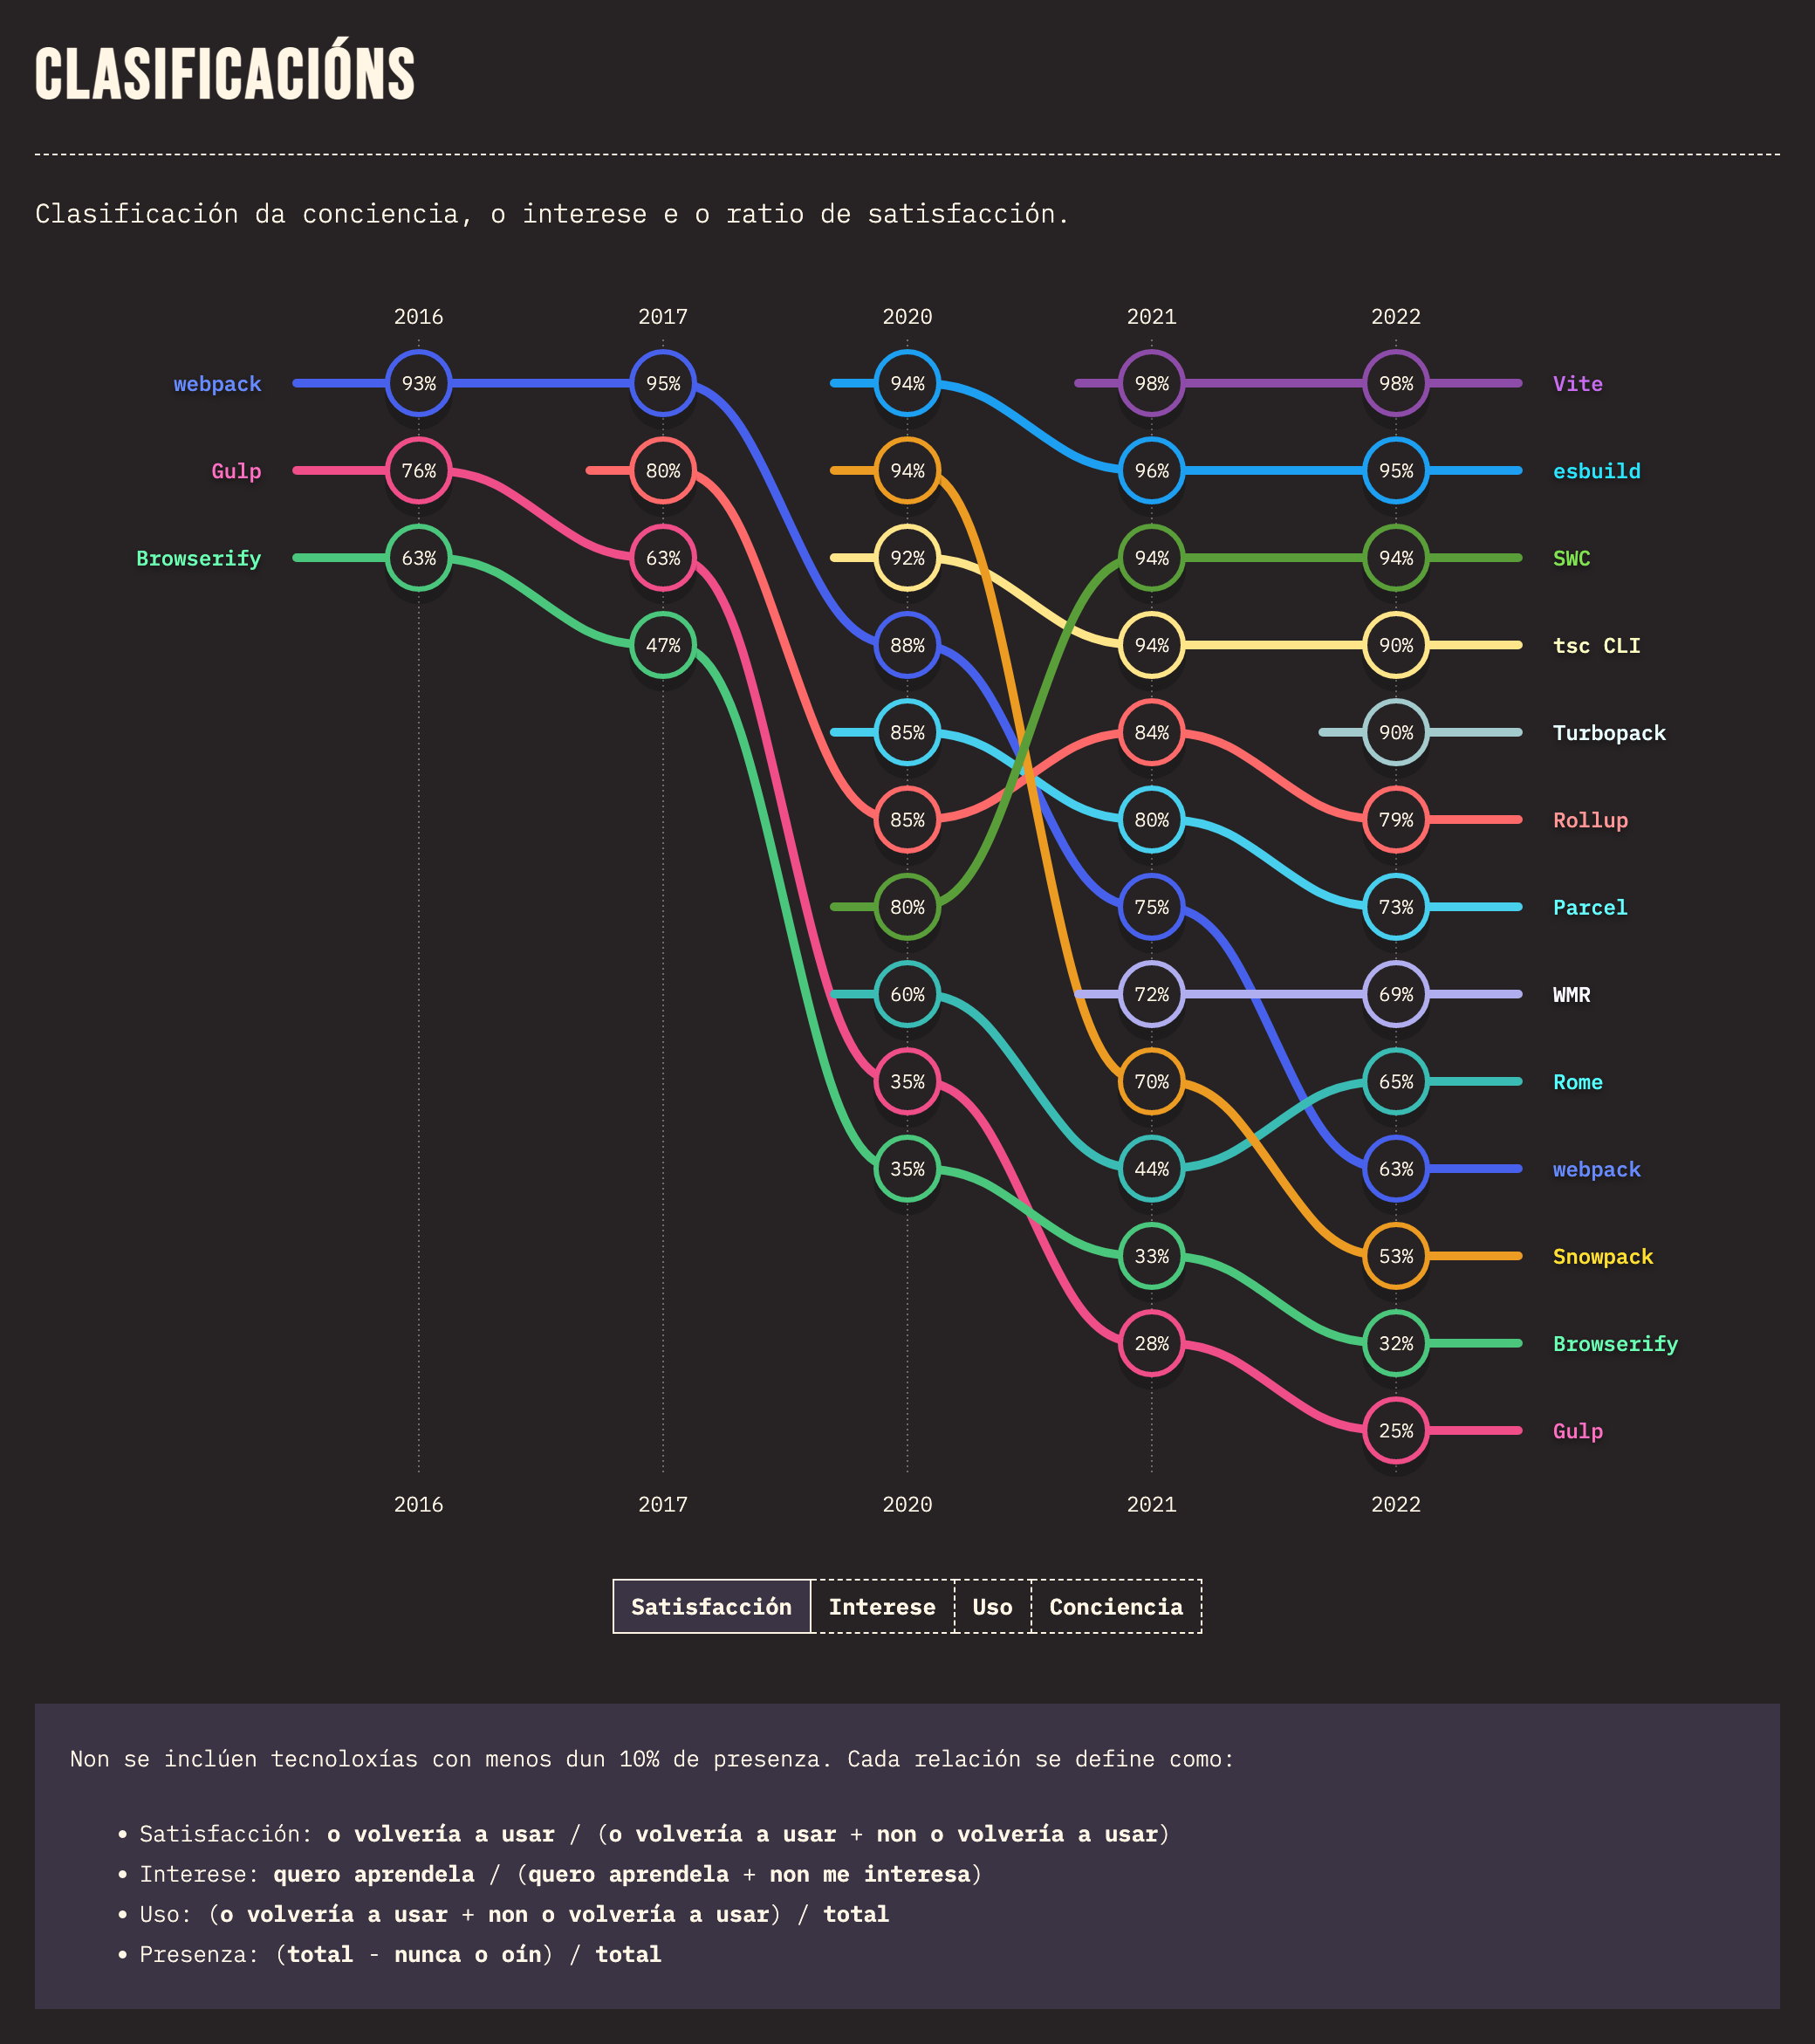 CLASIFICACIÓNS
Clasificación da conciencia, o interese e o ratio de satisfacción.
2016 2017 2020 2021 2022
webpack 93% 95% 94% 98% 98% Vite
Gulp 76% 80% 94% 96% 95% esbuild
Browserify 63% 63% 92% 94% 94% SWC
47% 88% 94% 90% tsc CLI
85% 84% 90% Turbopack
85% 80% 79% Rollup
80% 75% 73% Parcel
60% 72% 69% WMR
35% 70% 65% Rome
35% 44% 63% webpack
33% 53% Snowpack
28% 32% Browserify
25% Gulp
2016 2017 2020 2021 2022
Satisfacción Interese Uso Conciencia
Non se inclúen tecnoloxías con menos dun 10% de presenza. Cada relación se define como:
• Satisfacción: o volvería a usar / (o volvería a usar + non o volvería a usar)
• Interese: quero aprendela / (quero aprendela + non me interesa)
• Uso: (o volvería a usar + non o volvería a usar) / total
• Presenza: (total - nunca o oín) / total